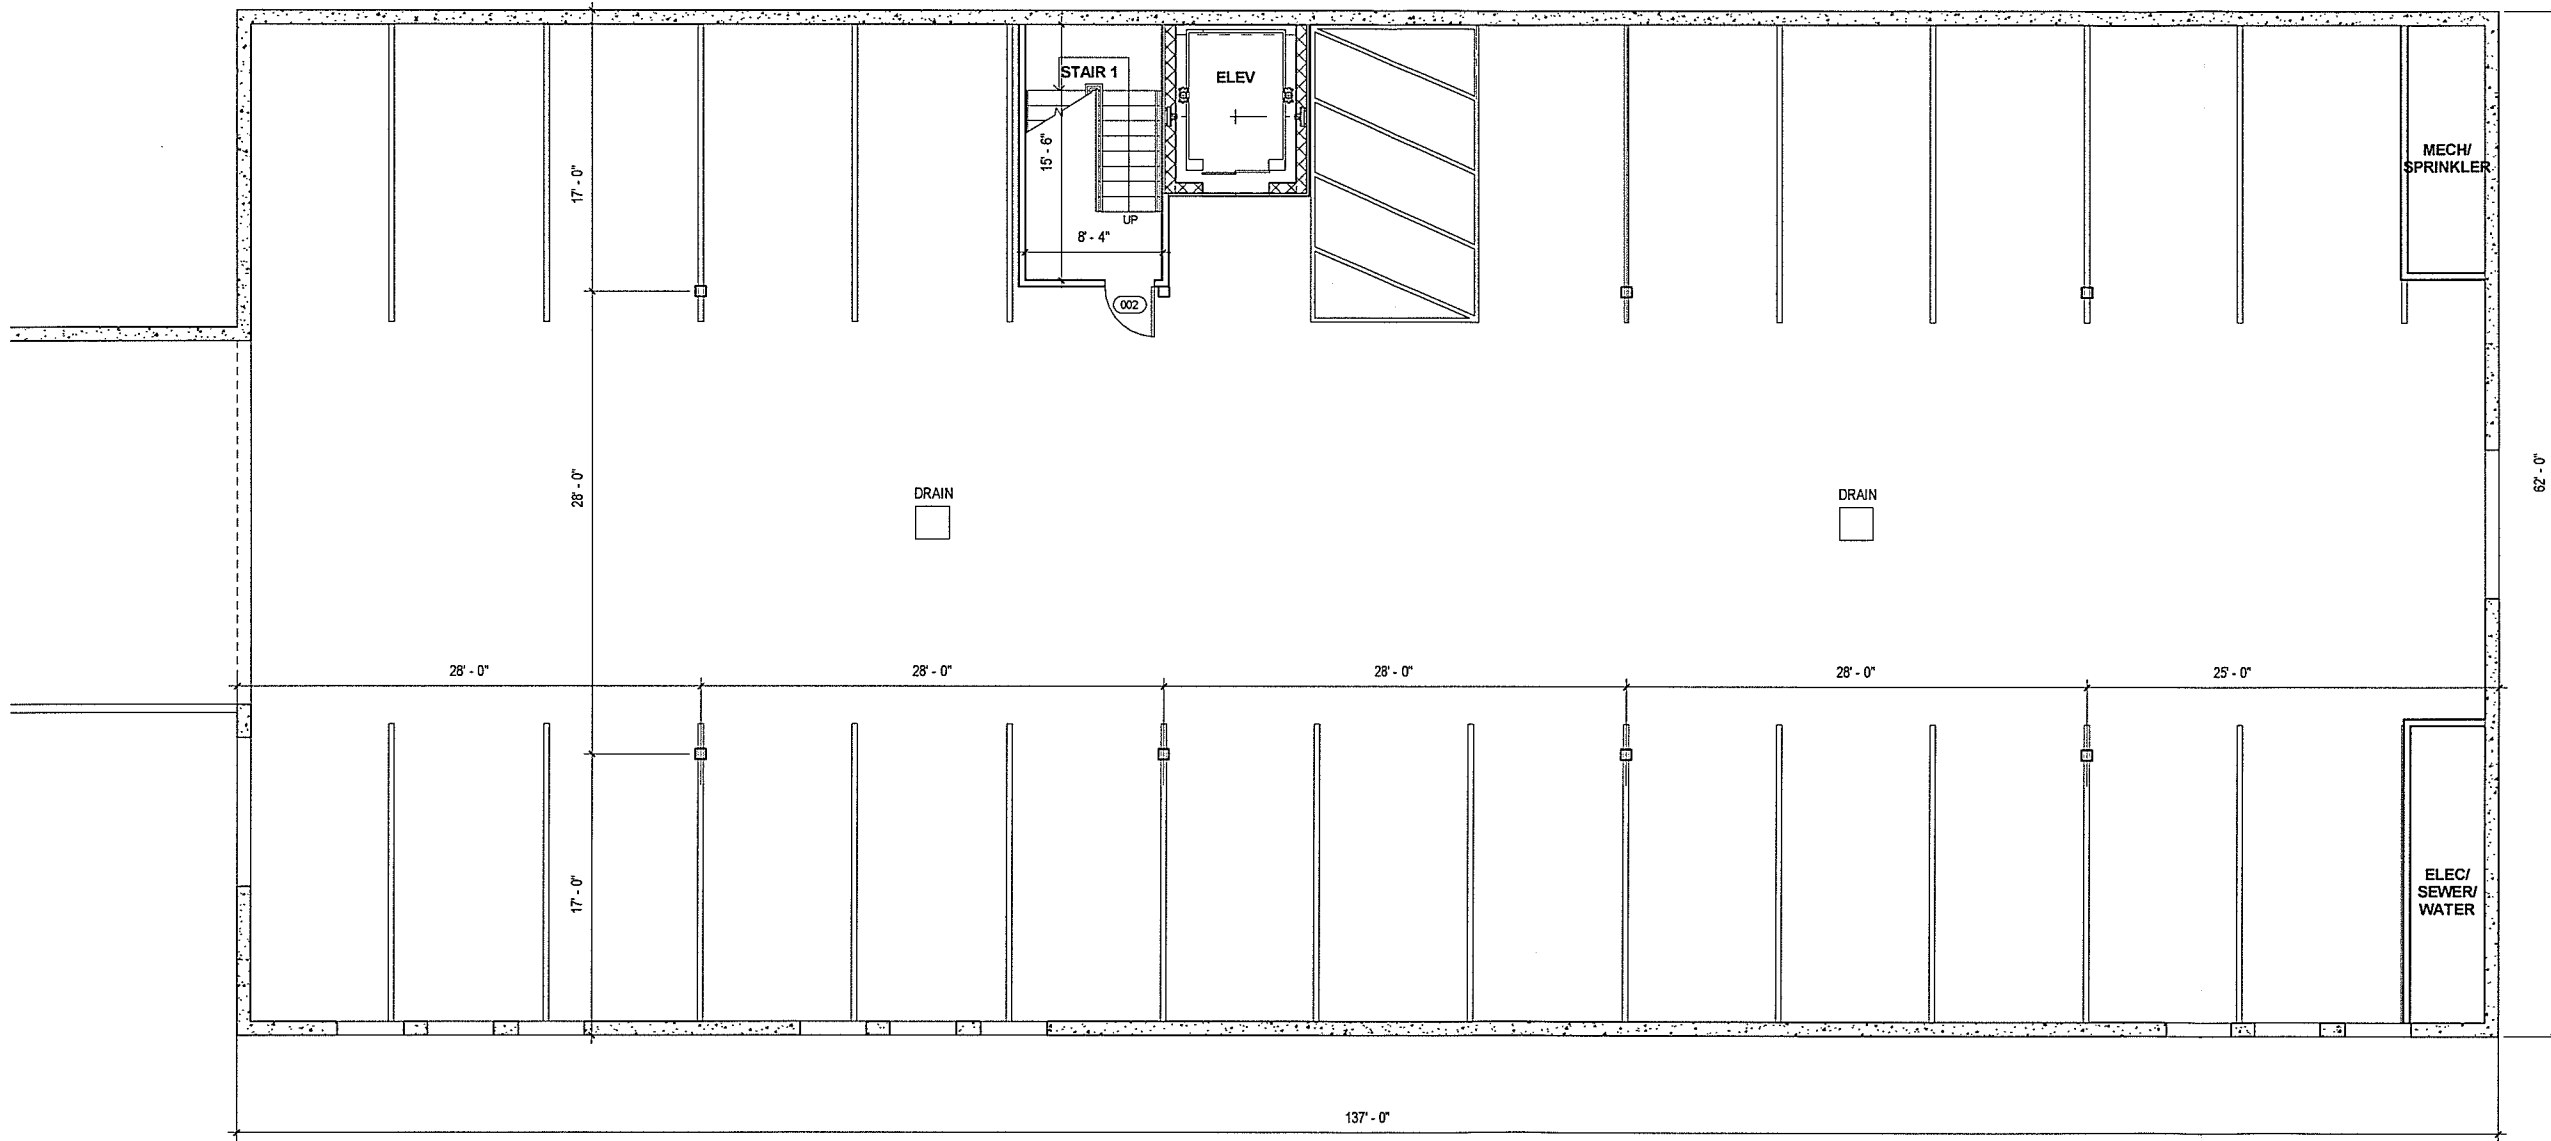 STAIR 1
ELEV
MECH/
SPRINKLER
15' - 6"
17' - 0"
UP
8' - 4"
002
28' - 0"
DRAIN
DRAIN
62' - 0"
28' - 0"
28' - 0"
28' - 0"
28' - 0"
25' - 0"
17' - 0"
ELEC/
SEWER/
WATER
137' - 0"